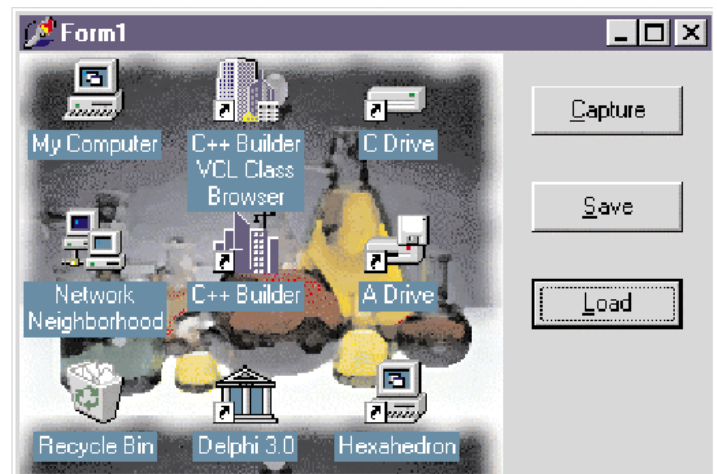 Form1
My Computer
C++ Builder
VCL Class
Browser
C Drive
Capture
Save
Network
Neighborhood
C++ Builder
A Drive
Load
Recycle Bin
Delphi 3.0
Hexahedron